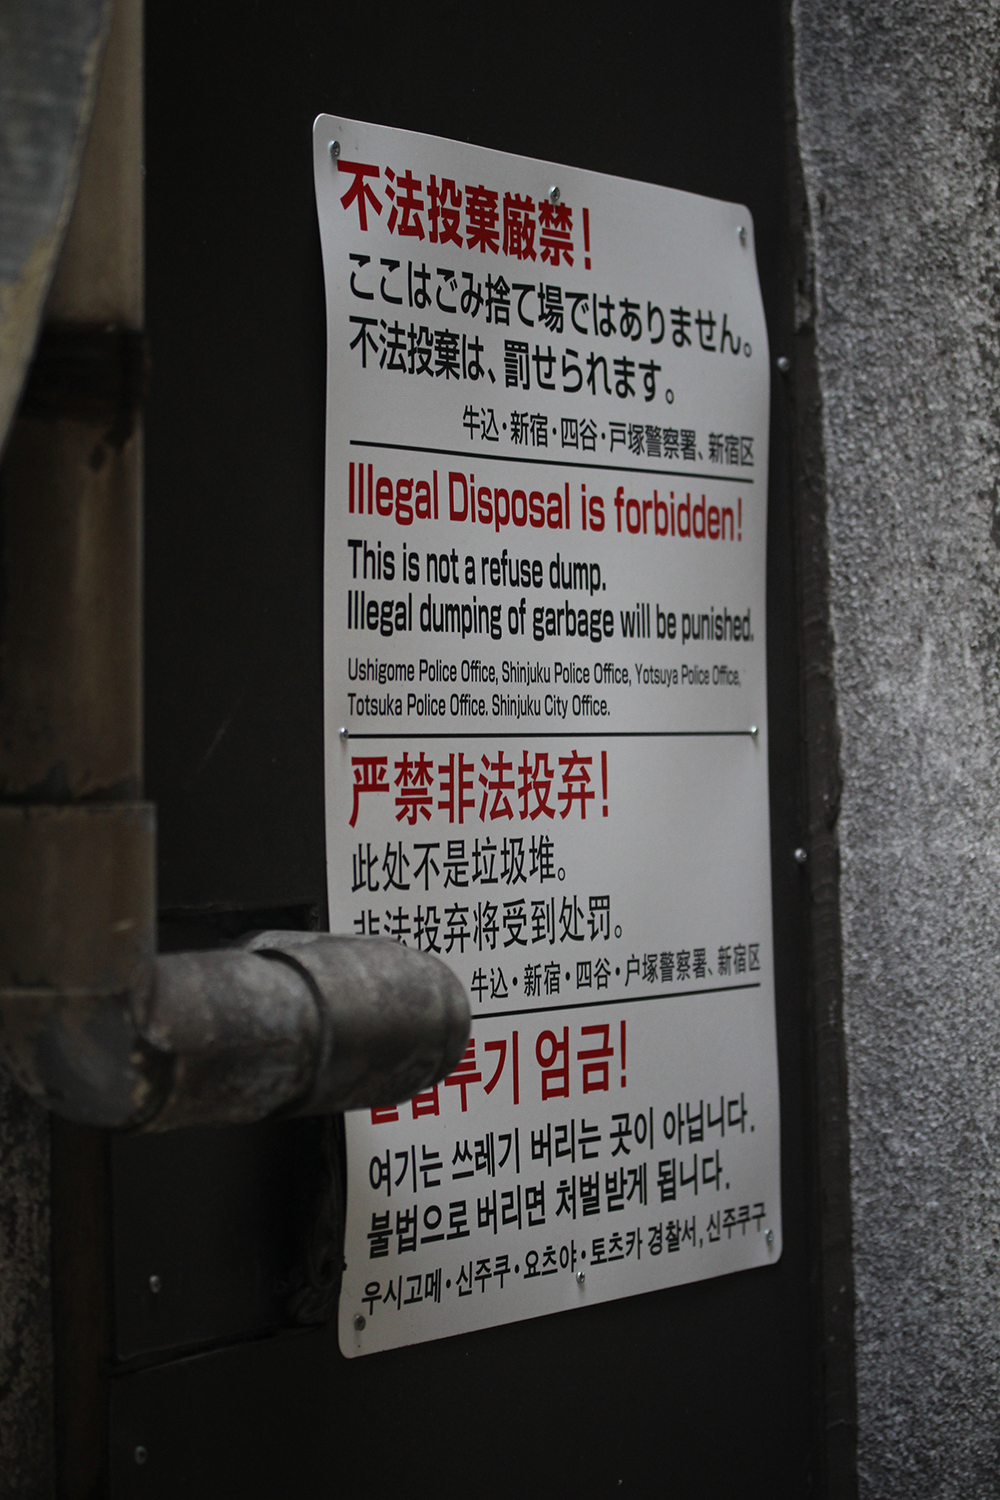 不法投棄厳禁!
ここはごみ捨て場ではありません。
不法投棄は、罰せられます。
牛込・新宿・四谷・戸塚警察署、新宿区
Illegal Disposal is forbidden!
This is not a refuse dump.
Illegal dumping of garbage will be punished.
Ushigome Police Office, Shinjuku Police Office, Yotsuya Police Office,
Totsuka Police Office. Shinjuku City Office.
严禁非法投弃!
此处不是垃圾堆。
非法投弃将受到处罚。
牛込・新宿・四谷・户塚警察署、新宿区
투기 엄금!
여기는 쓰레기 버리는 곳이 아닙니다.
불법으로 버리면 처벌받게 됩니다.
우시고메・신주쿠・요츠야・토츠카 경찰서, 신주쿠구